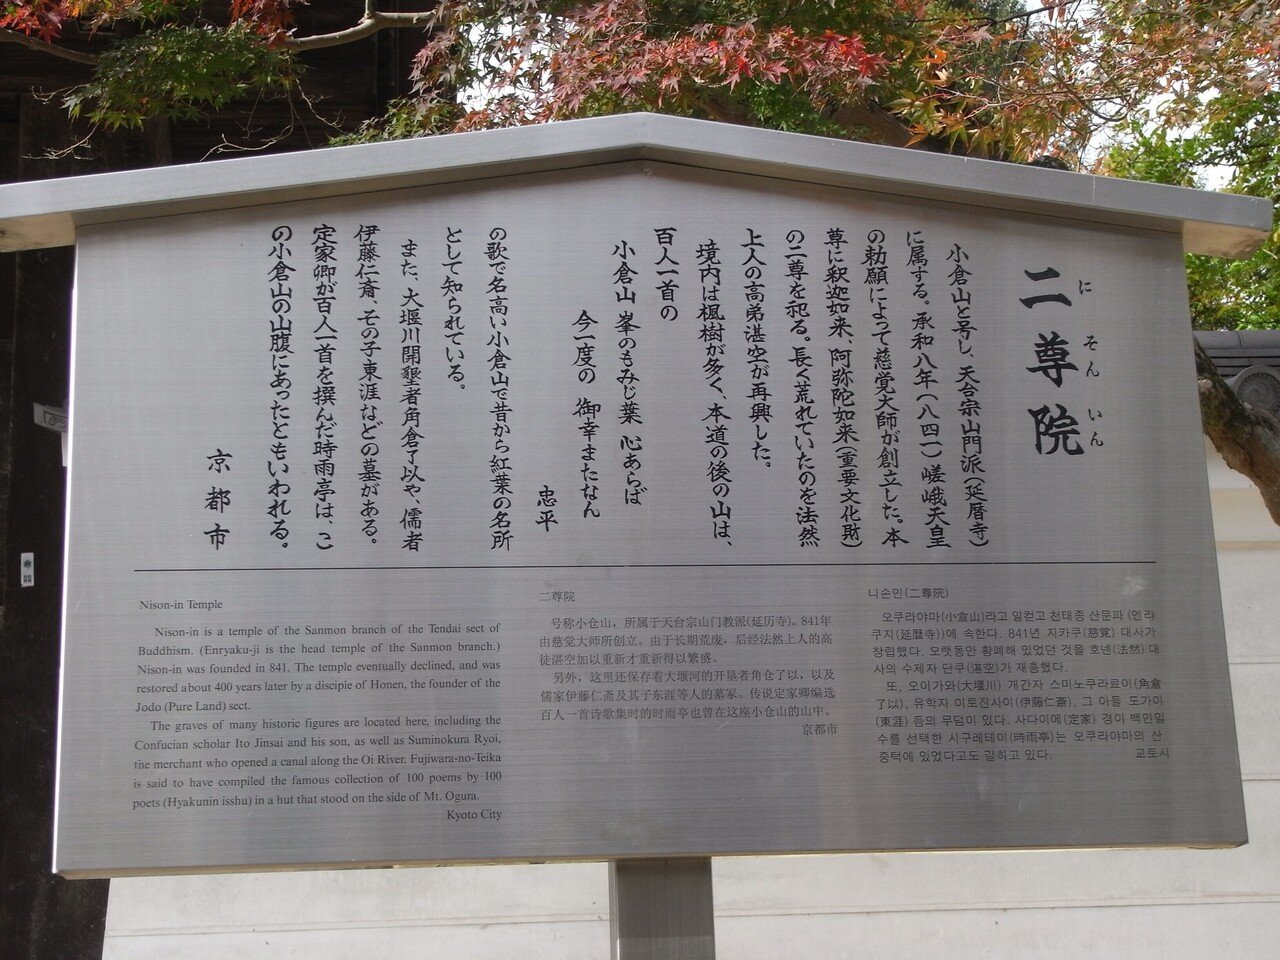 二尊院
にそんいん
小倉山と号し、天台宗山門派(延暦寺)
に属する。承和八年(八四一)嵯峨天皇
の勅願によって慈覚大師が創立した。本
尊に釈迦如来、阿弥陀如来(重要文化財)
の二尊を祀る。長く荒れていたのを法然
上人の高弟湛空が再興した。
境内は楓樹が多く、本道の後の山は、
百人一首の
小倉山 峯のもみじ葉 心あらば
今一度の 御幸またなん
忠平
の歌で名高い小倉山で昔から紅葉の名所
として知られている。
また、大堰川開墾者角倉了以や、儒者
伊藤仁斎、その子東涯などの墓がある。
定家卿が百人一首を撰んだ時雨亭は、こ
の小倉山の山腹にあったともいわれる。
京都市
Nison-in Temple
Nison-in is a temple of the Sanmon branch of the Tendai sect of
Buddhism. (Enryaku-ji is the head temple of the Sanmon branch.)
Nison-in was founded in 841. The temple eventually declined, and was
restored about 400 years later by a disciple of Honen, the founder of the
Jodo (Pure Land) sect.
The graves of many historic figures are located here, including the
Confucian scholar Ito Jinsai and his son, as well as Suminokura Ryoi,
the merchant who opened a canal along the Oi River. Fujiwara-no-Teika
is said to have compiled the famous collection of 100 poems by 100
poets (Hyakunin isshu) in a hut that stood on the side of Mt. Ogura.
Kyoto City
二尊院
号称小仓山，所属于天台宗山门教派(延历寺)。841年
由慈觉大师所创立。由于长期荒废，后经法然上人的高
徒湛空加以重新才重新得以繁盛。
另外，这里还保存着大堰河的开垦者角仓了以，以及
儒家伊藤仁斋及其子东涯等人的墓冢。传说定家卿编选
百人一首诗歌集时的时雨亭也曾在这座小仓山的山中。
京都市
니손인(二尊院)
오쿠라야마(小倉山)라고 일컫고 천태종 산문파 (엔랴
쿠지(延暦寺))에 속한다. 841년 지카쿠(慈覚) 대사가
창립했다. 오랫동안 황폐해 있었던 것을 호넨(法然) 대
사의 수제자 단쿠(湛空)가 재흥했다.
또, 오이가와(大堰川) 개간자 스미노쿠라료이(角倉
了以), 유학자 이토진사이(伊藤仁斎), 그 아들 도가이
(東涯) 등의 무덤이 있다. 사다이에(定家) 경이 백인일
수를 선택한 시구레테이(時雨亭)는 오쿠라야마의 산
중턱에 있었다고도 말하고 있다.
교토시